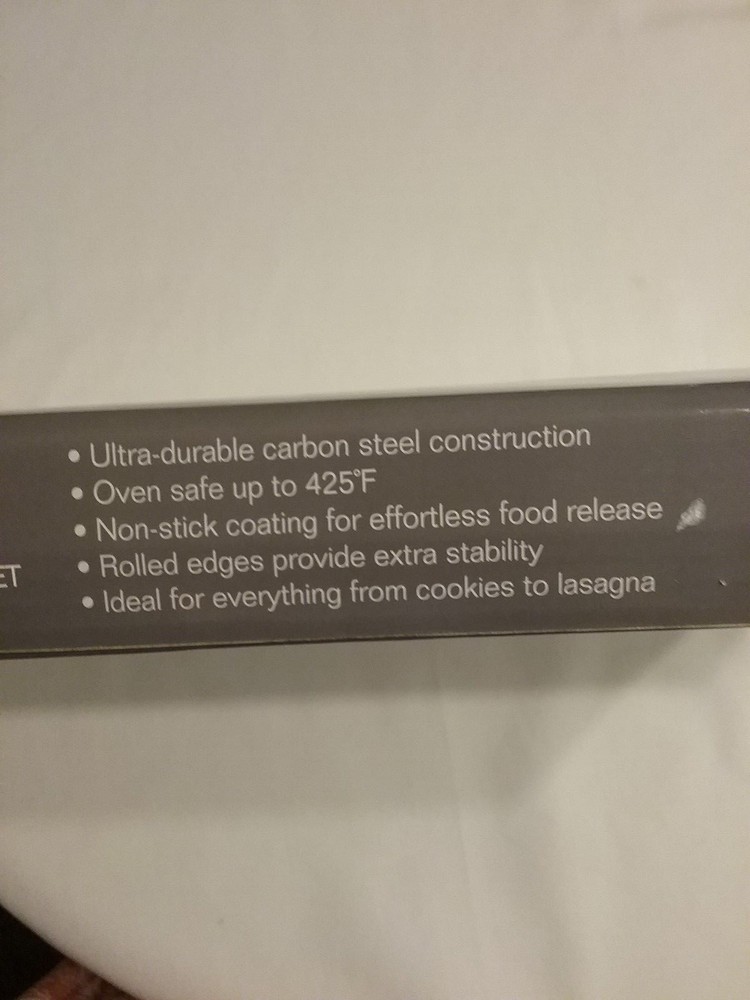 • Ultra-durable carbon steel construction
• Oven safe up to 425°F
• Non-stick coating for effortless food release
• Rolled edges provide extra stability
• Ideal for everything from cookies to lasagna
ET